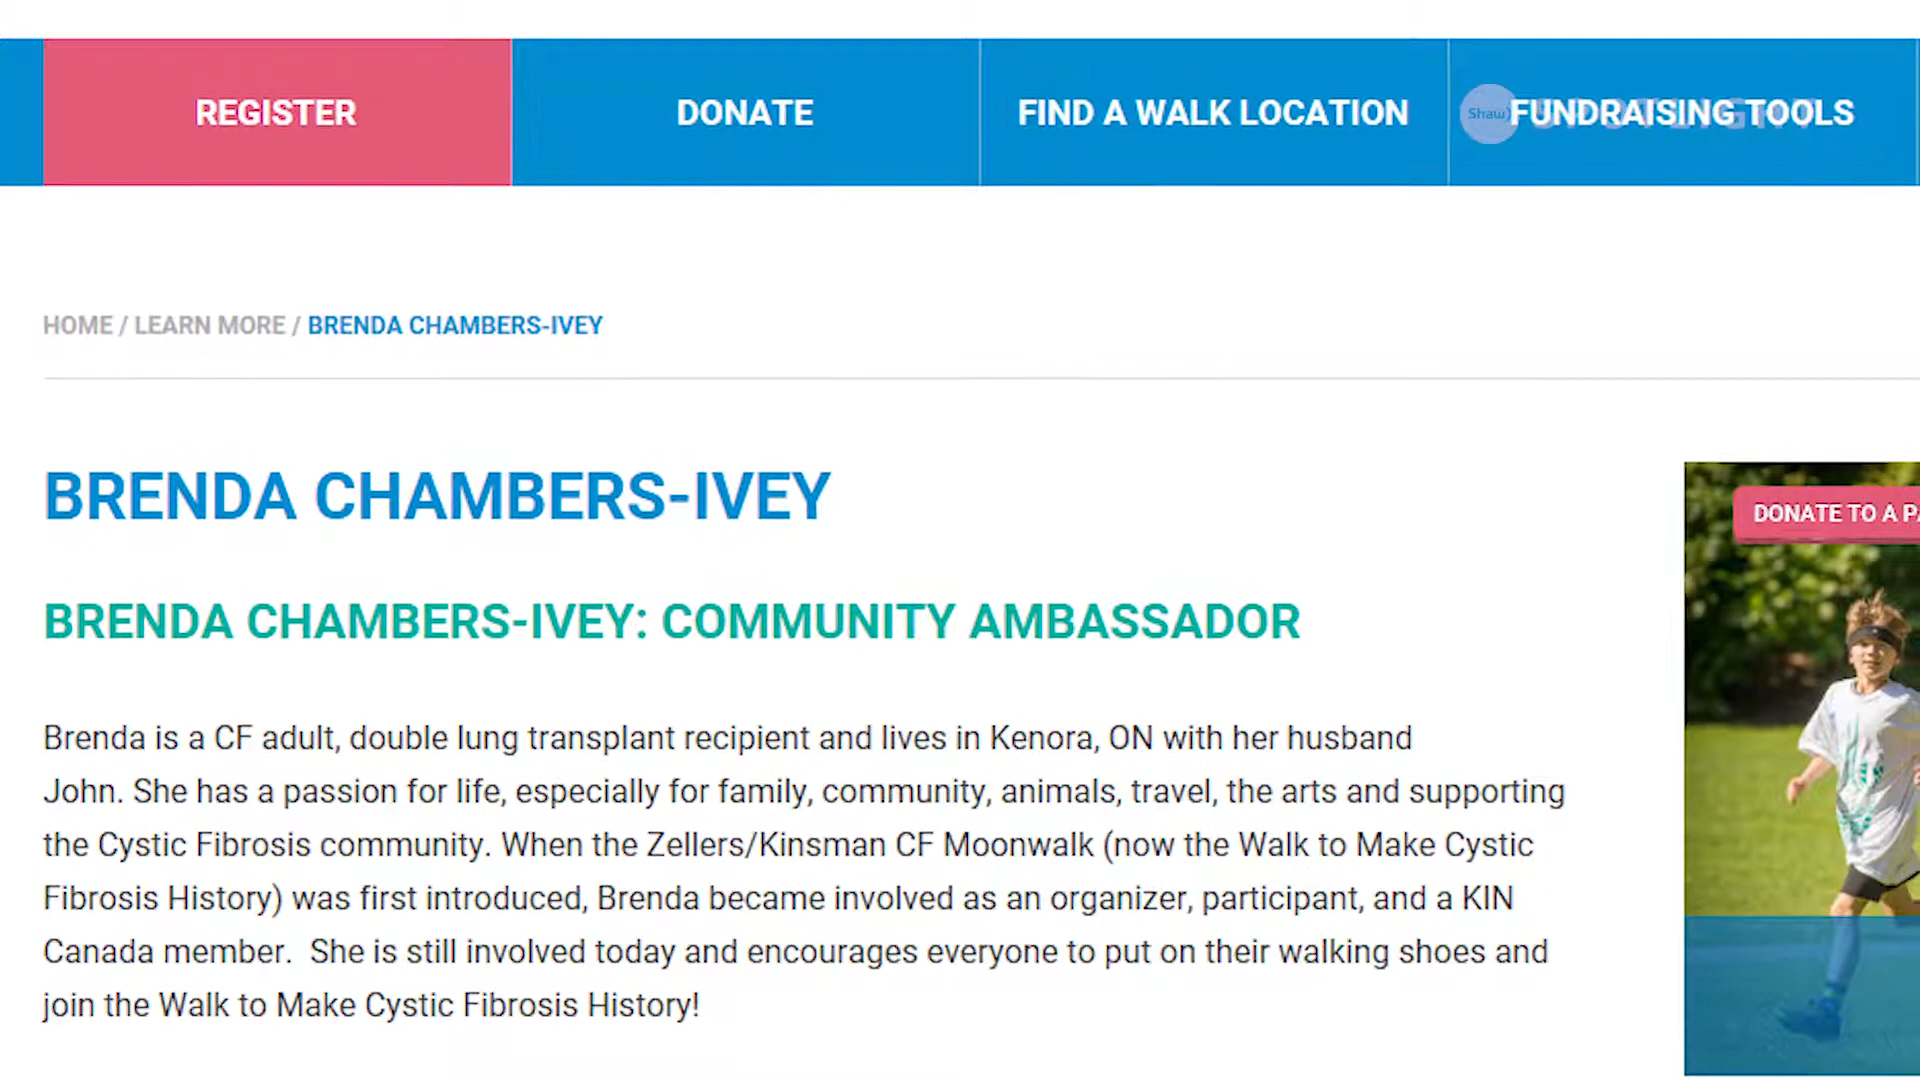 REGISTER
DONATE
FIND A WALK LOCATION
FUNDRAISING TOOLS
Shaw)
HOME / LEARN MORE / BRENDA CHAMBERS-IVEY
BRENDA CHAMBERS-IVEY
DONATE TO A
BRENDA CHAMBERS-IVEY: COMMUNITY AMBASSADOR
Brenda is a CF adult, double lung transplant recipient and lives in Kenora, ON with her husband
John. She has a passion for life, especially for family, community, animals, travel, the arts and supporting
the Cystic Fibrosis community. When the Zellers/Kinsman CF Moonwalk (now the Walk to Make Cystic
Fibrosis History) was first introduced, Brenda became involved as an organizer, participant, and a KIN
Canada member.  She is still involved today and encourages everyone to put on their walking shoes and
join the Walk to Make Cystic Fibrosis History!